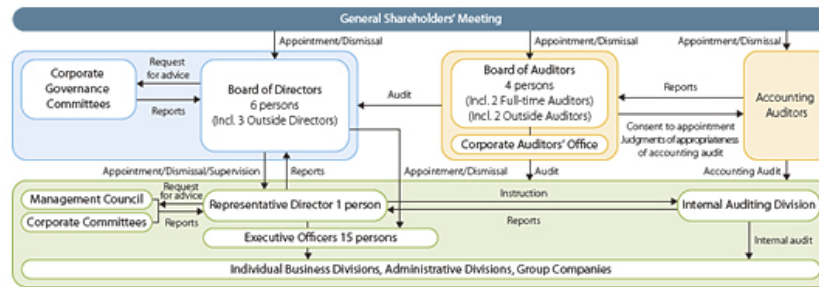 General Shareholders' Meeting
Appointment/Dismissal
Appointment/Dismissal
Appointment/Dismissal
Corporate
Governance
Committees
Request
for advice
Reports
Board of Directors
6 persons
(Incl. 3 Outside Directors)
Audit
Board of Auditors
4 persons
(Incl. 2 Full-time Auditors)
(Incl. 2 Outside Auditors)
Corporate Auditors' Office
Reports
Consent to appointment
Judgments of appropriateness
of accounting audit
Accounting
Auditors
Appointment/Dismissal/Supervision
Reports
Appointment/Dismissal
Audit
Accounting Audit
Management Council
Corporate Committees
Request
for advice
Reports
Representative Director 1 person
Instruction
Reports
Internal Auditing Division
Executive Officers 15 persons
Internal audit
Individual Business Divisions, Administrative Divisions, Group Companies